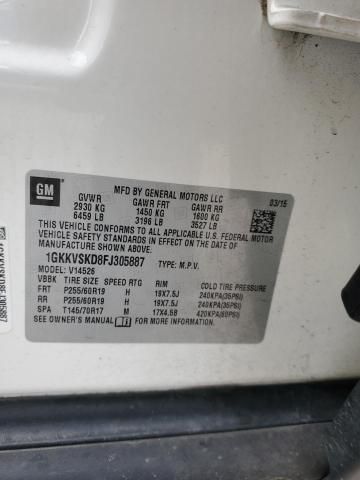 GM
MFD BY GENERAL MOTORS LLC
03/15
GVWR GAWR FRT GAWR RR
2930 KG 1450 KG 1600 KG
6459 LB 3196 LB 3527 LB
THIS VEHICLE CONFORMS TO ALL APPLICABLE U.S. FEDERAL MOTOR
VEHICLE SAFETY STANDARDS IN EFFECT ON THE DATE OF
MANUFACTURE SHOWN ABOVE.
1GKKVSKD8FJ305887 TYPE: M.P.V.
MODEL: V14526
VBBK TIRE SIZE SPEED RTG RIM COLD TIRE PRESSURE
FRT P255/60R19 H 19X7.5J 240KPA(35PSI)
RR P255/60R19 H 19X7.5J 240KPA(35PSI)
SPA T145/70R17 M 17X4.5B 420KPA(60PSI)
SEE OWNER'S MANUAL FOR MORE INFORMATION.
1GKKVSKD8FJ305887